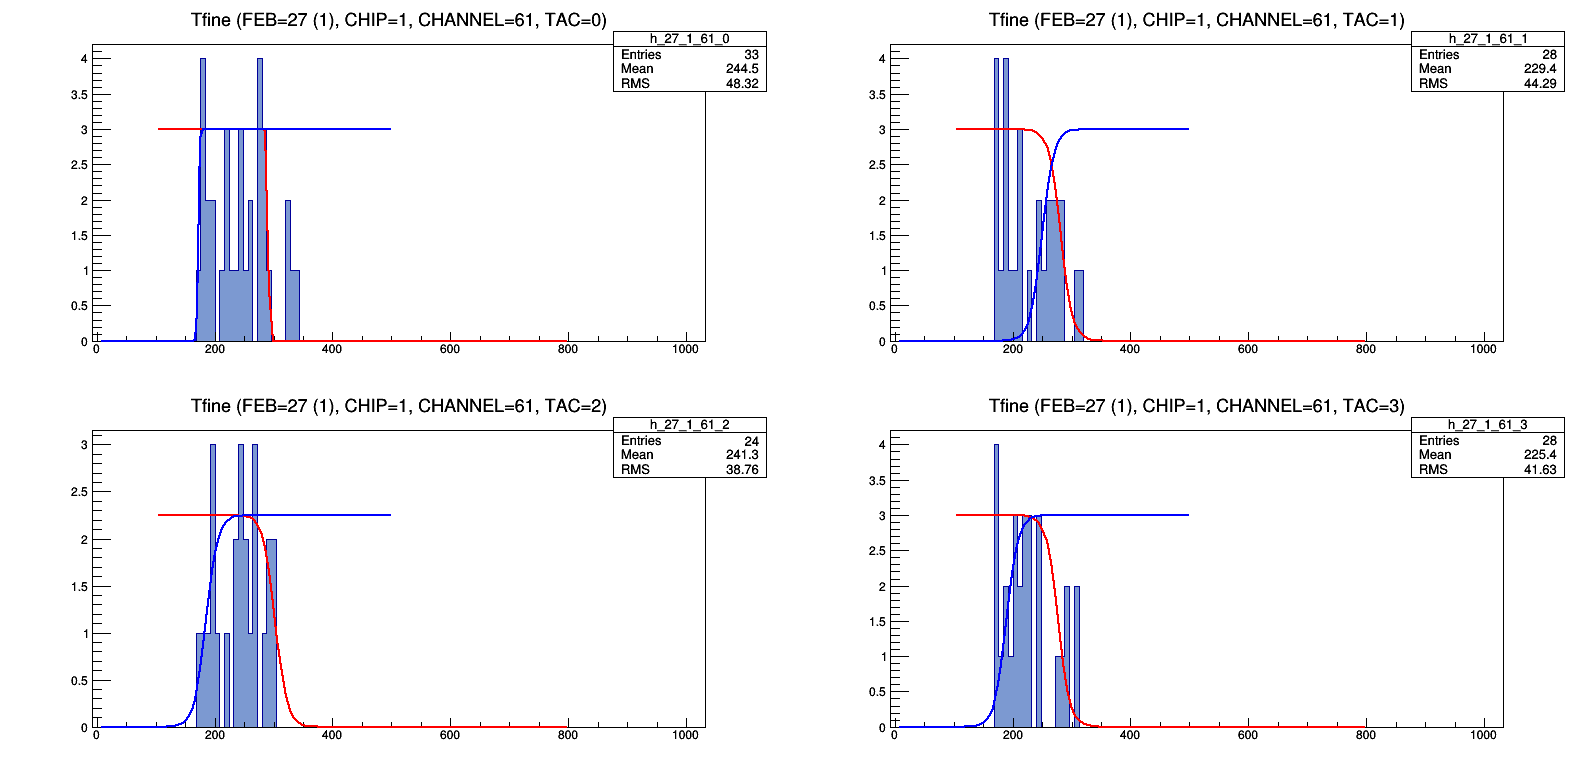 Tfine (FEB=27 (1), CHIP=1, CHANNEL=61, TAC=0)
h_27_1_61_0
Entries 33
Mean 244.5
RMS 48.32
4
3.5
3
2.5
2
1.5
1
0.5
0
0 200 400 600 800 1000
Tfine (FEB=27 (1), CHIP=1, CHANNEL=61, TAC=1)
h_27_1_61_1
Entries 28
Mean 229.4
RMS 44.29
4
3.5
3
2.5
2
1.5
1
0.5
0
0 200 400 600 800 1000
Tfine (FEB=27 (1), CHIP=1, CHANNEL=61, TAC=2)
h_27_1_61_2
Entries 24
Mean 241.3
RMS 38.76
3
2.5
2
1.5
1
0.5
0
0 200 400 600 800 1000
Tfine (FEB=27 (1), CHIP=1, CHANNEL=61, TAC=3)
h_27_1_61_3
Entries 28
Mean 225.4
RMS 41.63
4
3.5
3
2.5
2
1.5
1
0.5
0
0 200 400 600 800 1000